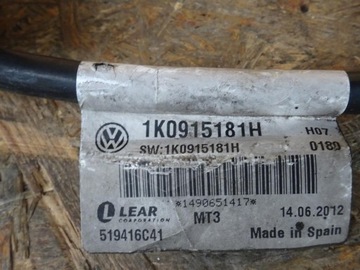 1K0915181H H07
SW:1K0915181H 0189
*1490651417*
LEAR
CORPORATION
MT3 14.06.2012
519416C41 Made in Spain